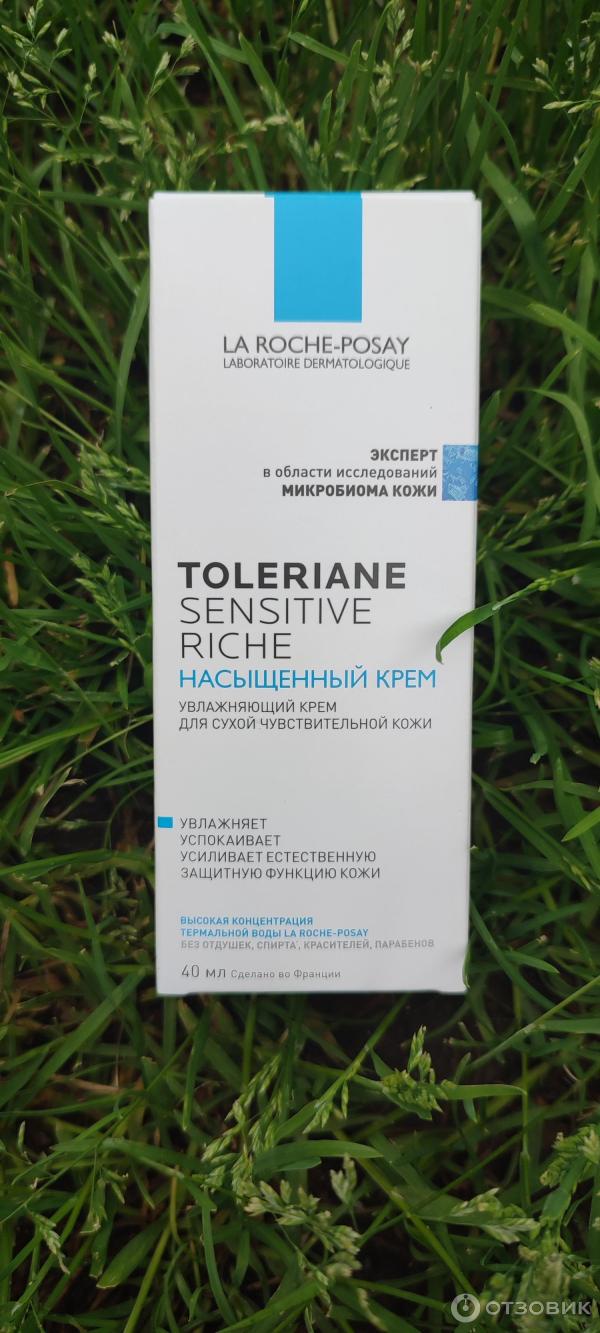 LA ROCHE-POSAY
LABORATOIRE DERMATOLOGIQUE
ЭКСПЕРТ
в области исследований
МИКРОБИОМА КОЖИ
TOLERIANE
SENSITIVE
RICHE
НАСЫЩЕННЫЙ КРЕМ
УВЛАЖНЯЮЩИЙ КРЕМ
ДЛЯ СУХОЙ ЧУВСТВИТЕЛЬНОЙ КОЖИ
УВЛАЖНЯЕТ
УСПОКАИВАЕТ
УСИЛИВАЕТ ЕСТЕСТВЕННУЮ
ЗАЩИТНУЮ ФУНКЦИЮ КОЖИ
ВЫСОКАЯ КОНЦЕНТРАЦИЯ
ТЕРМАЛЬНОЙ ВОДЫ LA ROCHE-POSAY
БЕЗ ОТДУШЕК, СПИРТА*, КРАСИТЕЛЕЙ, ПАРАБЕНОВ
40 МЛ Сделано во Франции
ОТЗОВИК